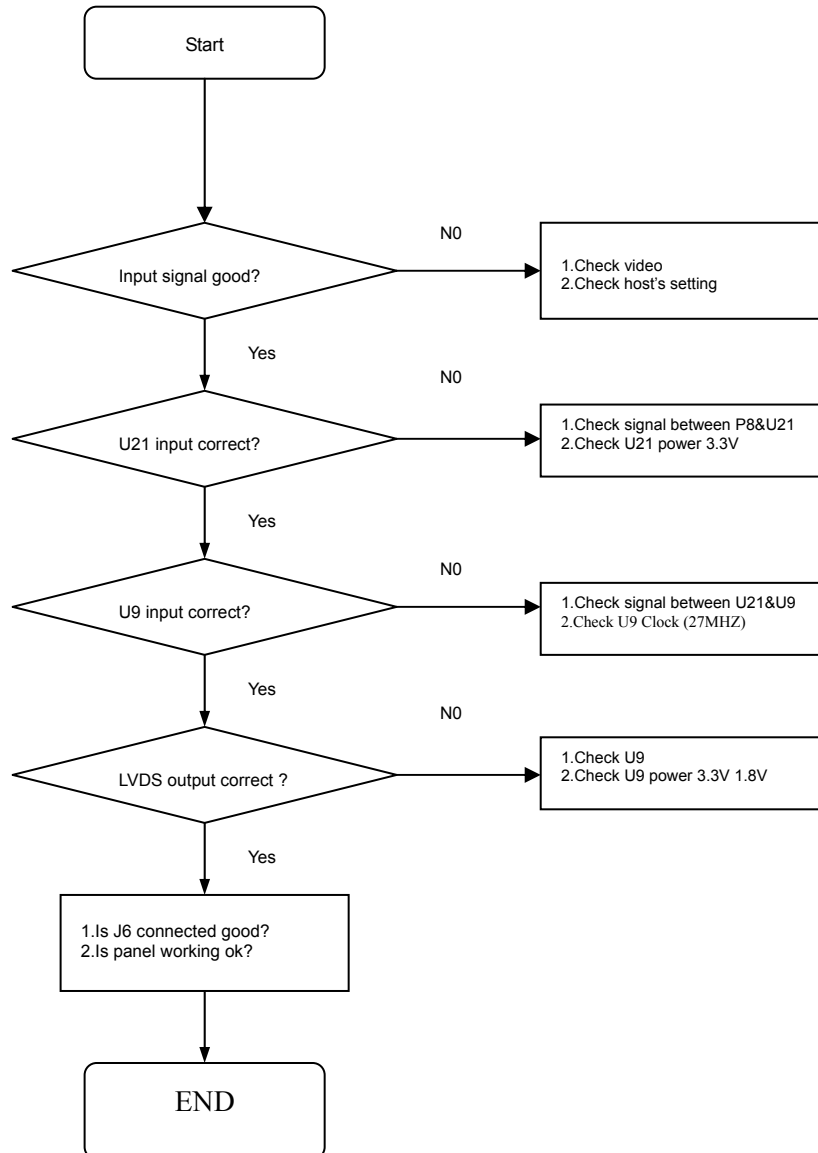 Start
N0
Input signal good?
1.Check video
2.Check host's setting
Yes
N0
U21 input correct?
1.Check signal between P8&U21
2.Check U21 power 3.3V
Yes
N0
U9 input correct?
1.Check signal between U21&U9
2.Check U9 Clock (27MHZ)
Yes
N0
LVDS output correct ?
1.Check U9
2.Check U9 power 3.3V 1.8V
Yes
1.Is J6 connected good?
2.Is panel working ok?
END